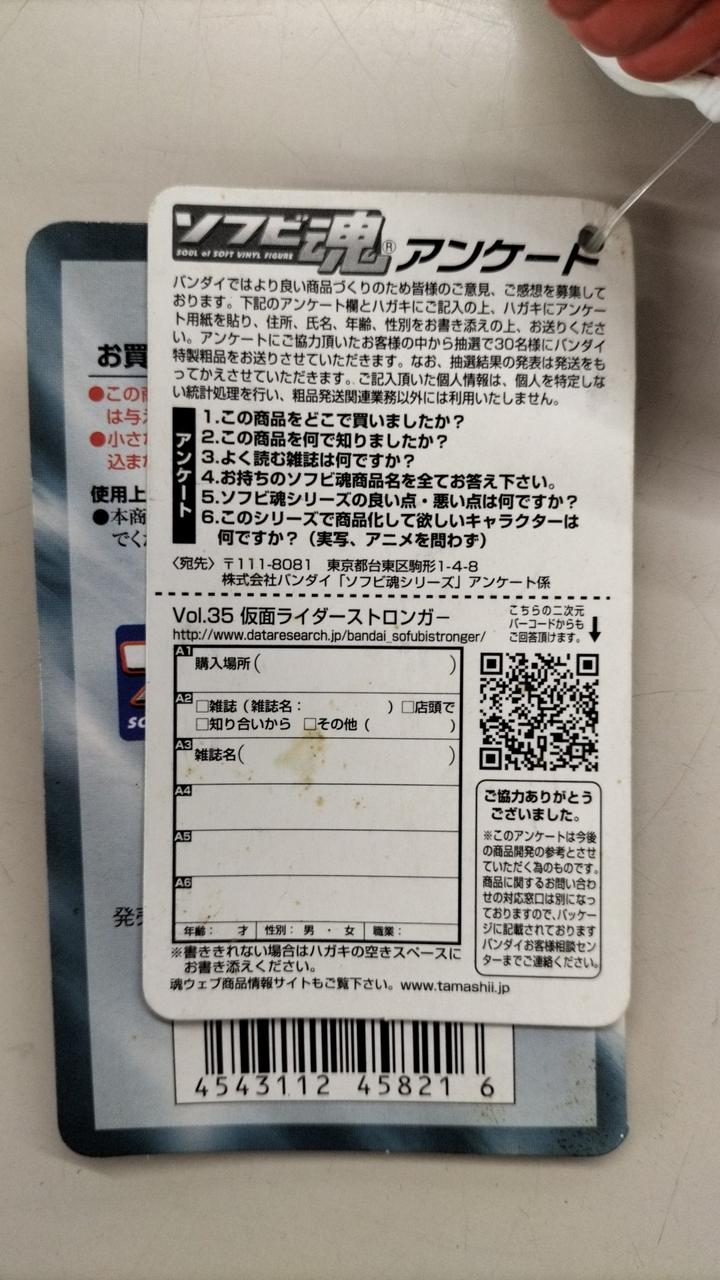 ソフビ魂® アンケート
SOUL of SOFT VINYL FIGURE
バンダイではより良い商品づくりのため皆様のご意見、ご感想を募集して
おります。下記のアンケート欄とハガキにご記入の上、ハガキにアンケー
ト用紙を貼り、住所、氏名、年齢、性別をお書き添えの上、お送りくださ
い。アンケートにご協力頂いたお客様の中から抽選で30名様にバンダイ
特製粗品をお送りさせていただきます。なお、抽選結果の発表は発送をも
ってかえさせていただきます。ご記入頂いた個人情報は、個人を特定しな
い統計処理を行い、粗品発送関連業務以外には利用いたしません。
アンケート
1.この商品をどこで買いましたか？
2.この商品を何で知りましたか？
3.よく読む雑誌は何ですか？
4.お持ちのソフビ魂商品名を全てお答え下さい。
5.ソフビ魂シリーズの良い点・悪い点は何ですか？
6.このシリーズで商品化して欲しいキャラクターは
何ですか？（実写、アニメを問わず）
〈宛先〉〒111-8081 東京都台東区駒形1-4-8
株式会社バンダイ「ソフビ魂シリーズ」アンケート係
Vol.35 仮面ライダーストロンガー
http://www.dataresearch.jp/bandai_sofubistronger/
こちらの二次元
バーコードからも
ご回答頂けます。
A1 購入場所（ ）
A2 □雑誌（雑誌名： ）□店頭で
□知り合いから □その他（ ）
A3 雑誌名（ ）
A4
A5
A6
年齢： 才 性別： 男 ・ 女 職業：
※書ききれない場合はハガキの空きスペースに
お書き添えください。
魂ウェブ商品情報サイトもご覧下さい。www.tamashii.jp
ご協力ありがとう
ございました。
※このアンケートは今後
の商品開発の参考とさせ
ていただく為のものです。
商品に関するお問い合わ
せの対応窓口は別になっ
ておりますので、パッケー
ジに記載されております
バンダイお客様相談セン
ターまでご連絡ください。
お買
●この商
は与え
●小さ
込ま
使用上
●本商
でく
発売
4543112 45821 6